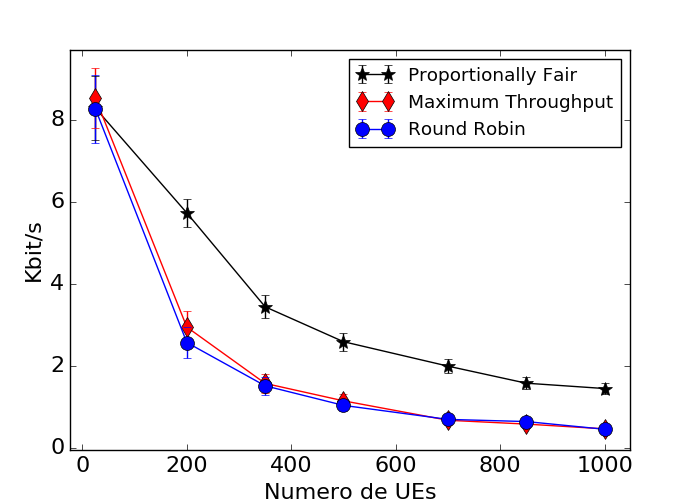 Proportionally Fair
Maximum Throughput
Round Robin
Kbit/s
8
6
4
2
0
0 200 400 600 800 1000
Numero de UEs